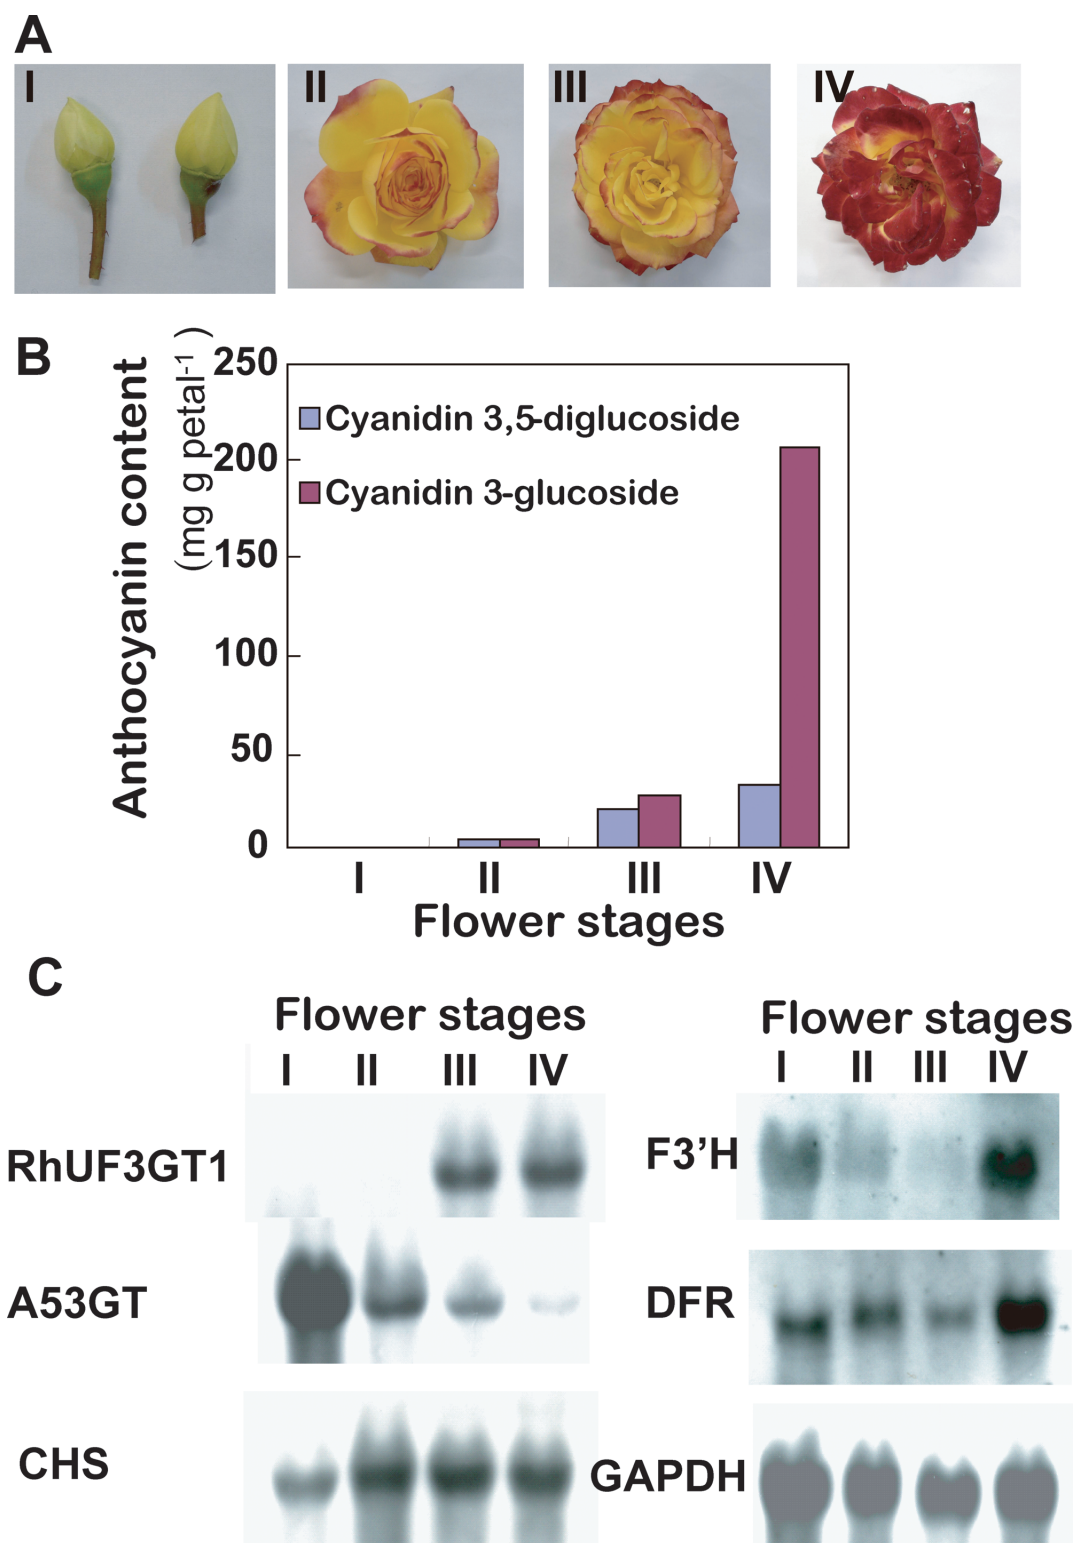 A
I II III IV
B
Anthocyanin content
(mg g petal-1 )
250
200
150
100
50
0
Cyanidin 3,5-diglucoside
Cyanidin 3-glucoside
I II III IV
Flower stages
C
Flower stages
I II III IV
RhUF3GT1
A53GT
CHS
Flower stages
I II III IV
F3’H
DFR
GAPDH